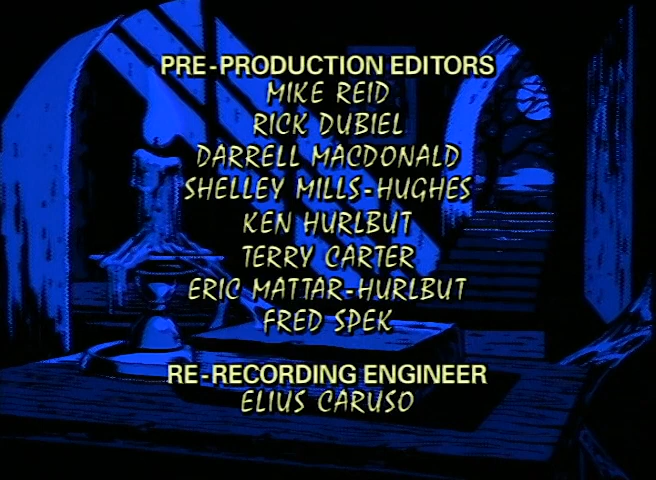 PRE-PRODUCTION EDITORS
MIKE REID
RICK DUBIEL
DARRELL MACDONALD
SHELLEY MILLS-HUGHES
KEN HURLBUT
TERRY CARTER
ERIC MATTAR-HURLBUT
FRED SPEK
RE-RECORDING ENGINEER
ELIUS CARUSO